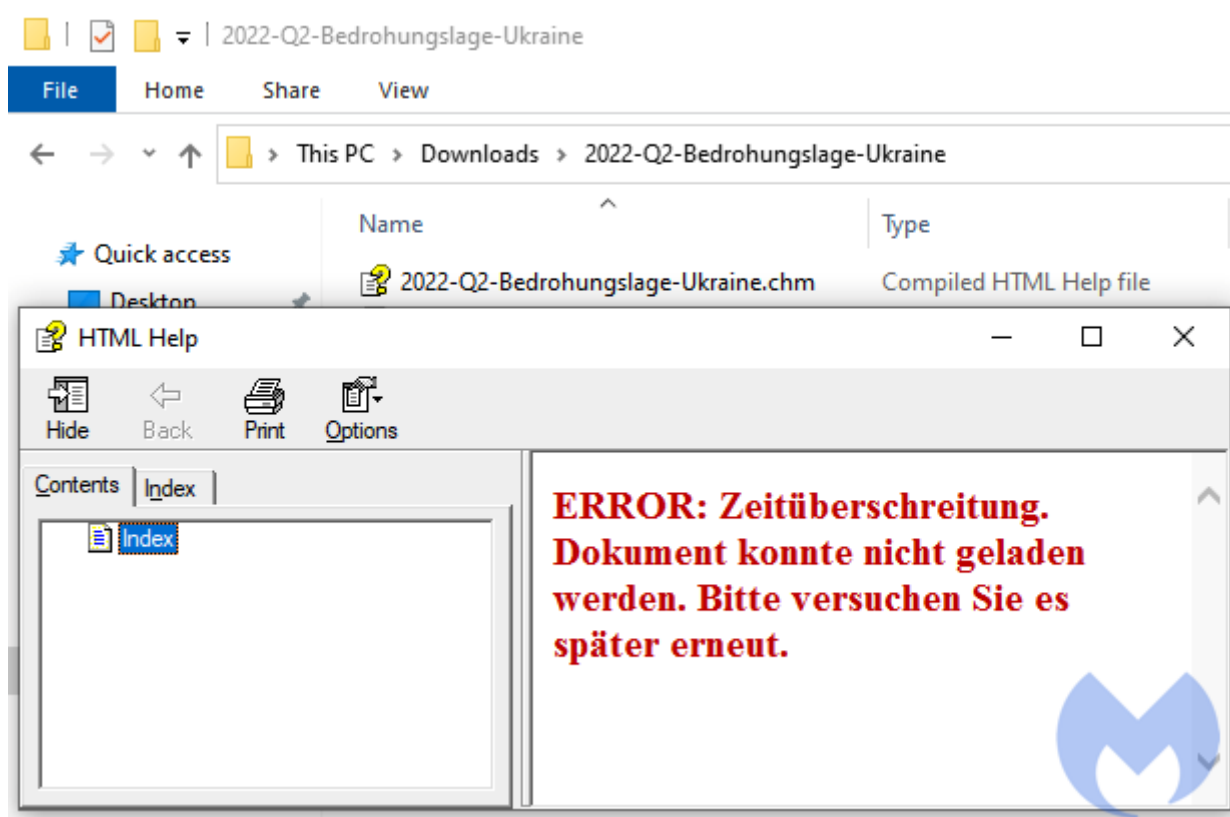 2022-Q2-Bedrohungslage-Ukraine
File Home Share View
This PC > Downloads > 2022-Q2-Bedrohungslage-Ukraine
Name Type
Quick access
2022-Q2-Bedrohungslage-Ukraine.chm Compiled HTML Help file
Desktop
HTML Help
Hide Back Print Options
Contents Index
Index
ERROR: Zeitüberschreitung.
Dokument konnte nicht geladen
werden. Bitte versuchen Sie es
später erneut.